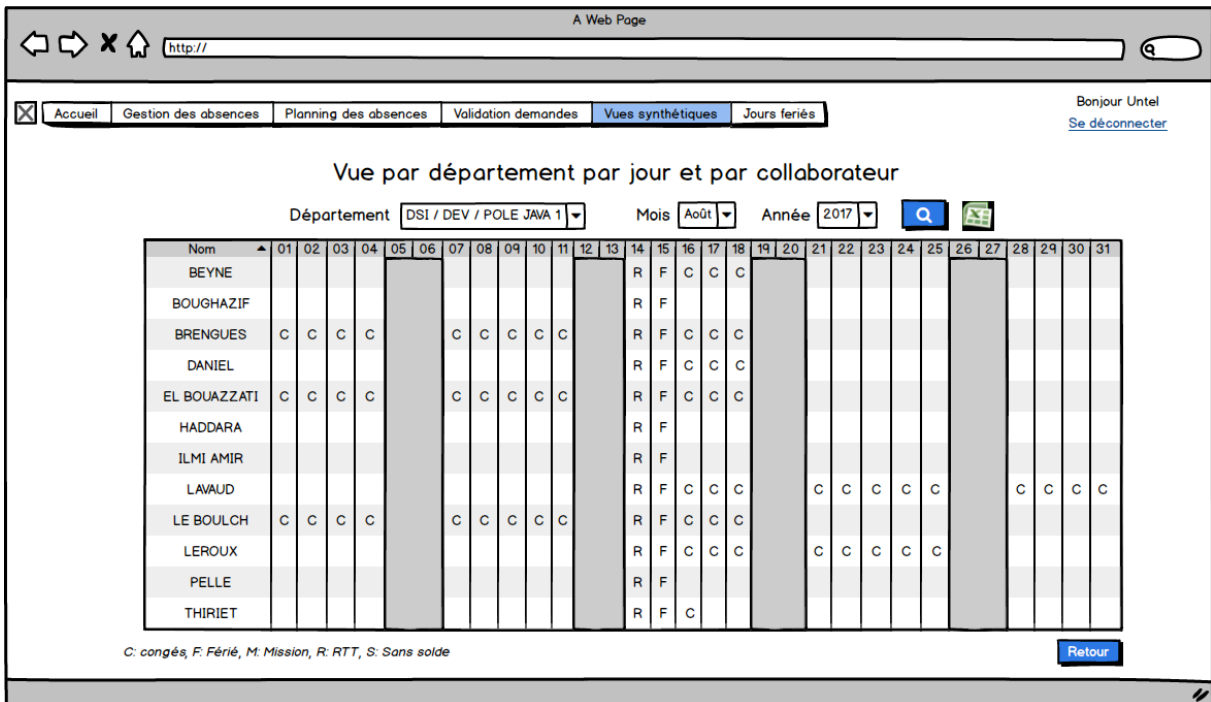 A Web Page
http://
Accueil Gestion des absences Planning des absences Validation demandes Vues synthétiques Jours feriés
Bonjour Untel
Se déconnecter
Vue par département par jour et par collaborateur
Département DSI / DEV / POLE JAVA 1 Mois Août Année 2017
Nom 01 02 03 04 05 06 07 08 09 10 11 12 13 14 15 16 17 18 19 20 21 22 23 24 25 26 27 28 29 30 31
BEYNE R F C C C
BOUGHAZIF R F
BRENGUES C C C C C C C C C R F C C C
DANIEL R F C C C
EL BOUAZZATI C C C C C C C C C R F C C C
HADDARA R F
ILMI AMIR R F
LAVAUD R F C C C C C C C C C C C C
LE BOULCH C C C C C C C C C R F C C C
LEROUX R F C C C C C C C C
PELLE R F
THIRIET R F C
C: congés, F: Férié, M: Mission, R: RTT, S: Sans solde
Retour